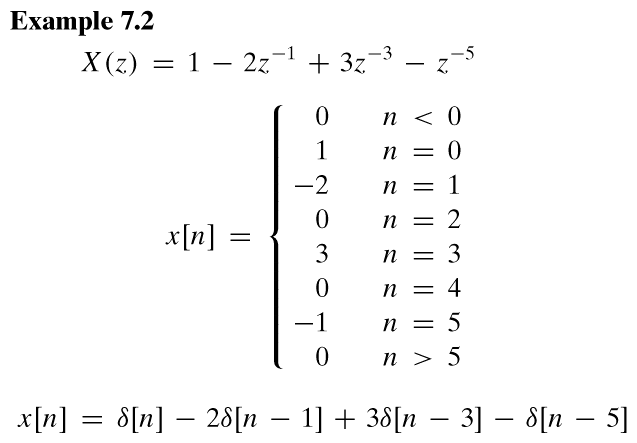 Example 7.2
X(z) = 1 − 2z⁻¹ + 3z⁻³ − z⁻⁵
0 n < 0
1 n = 0
−2 n = 1
0 n = 2
x[n] =
3 n = 3
0 n = 4
−1 n = 5
0 n > 5
x[n] = δ[n] − 2δ[n − 1] + 3δ[n − 3] − δ[n − 5]